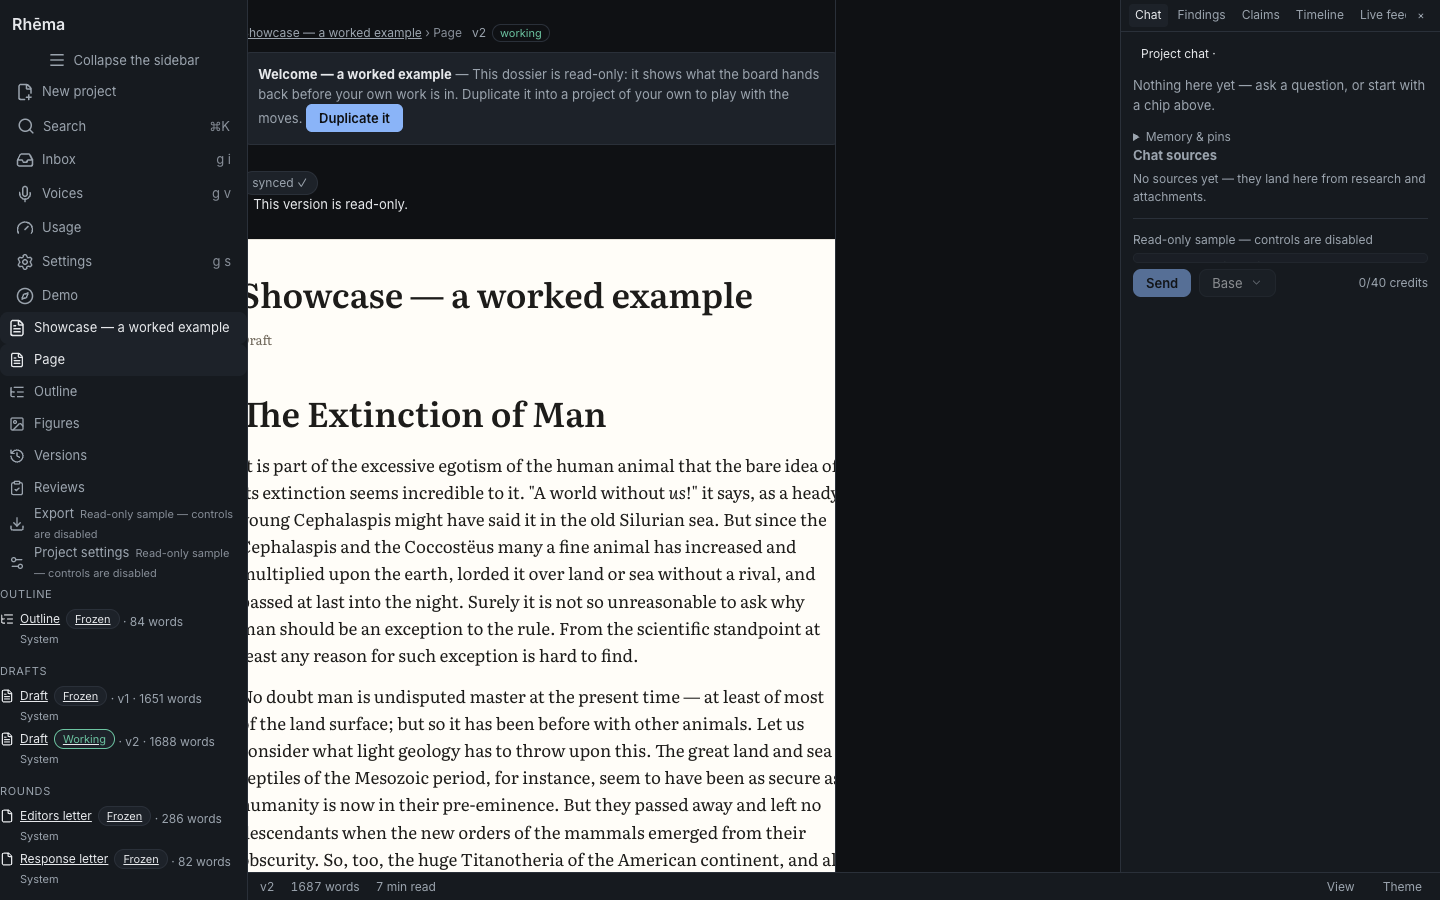 Rhēma
Collapse the sidebar
New project
Search ⌘K
Inbox g i
Voices g v
Usage
Settings g s
Demo
Showcase — a worked example
Page
Outline
Figures
Versions
Reviews
Export Read-only sample — controls
are disabled
Project settings Read-only sample
— controls are disabled
OUTLINE
Outline Frozen · 84 words
System
DRAFTS
Draft Frozen · v1 · 1651 words
System
Draft Working · v2 · 1688 words
System
ROUNDS
Editors letter Frozen · 286 words
System
Response letter Frozen · 82 words
System
howcase — a worked example › Page v2 working
Welcome — a worked example — This dossier is read-only: it shows what the board hands
back before your own work is in. Duplicate it into a project of your own to play with the
moves. Duplicate it
synced ✓
This version is read-only.
Showcase — a worked example
Draft
The Extinction of Man
It is part of the excessive egotism of the human animal that the bare idea of
its extinction seems incredible to it. "A world without us!" it says, as a heady
young Cephalaspis might have said it in the old Silurian sea. But since the
Cephalaspis and the Coccostëus many a fine animal has increased and
multiplied upon the earth, lorded it over land or sea without a rival, and
passed at last into the night. Surely it is not so unreasonable to ask why
man should be an exception to the rule. From the scientific standpoint at
least any reason for such exception is hard to find.
No doubt man is undisputed master at the present time — at least of most
of the land surface; but so it has been before with other animals. Let us
consider what light geology has to throw upon this. The great land and sea
reptiles of the Mesozoic period, for instance, seem to have been as secure as
humanity is now in their pre-eminence. But they passed away and left no
descendants when the new orders of the mammals emerged from their
obscurity. So, too, the huge Titanotheria of the American continent, and al
v2 1687 words 7 min read
View Theme
Chat Findings Claims Timeline Live fee ×
Project chat ·
Nothing here yet — ask a question, or start with
a chip above.
Memory & pins
Chat sources
No sources yet — they land here from research and
attachments.
Read-only sample — controls are disabled
Send Base 0/40 credits